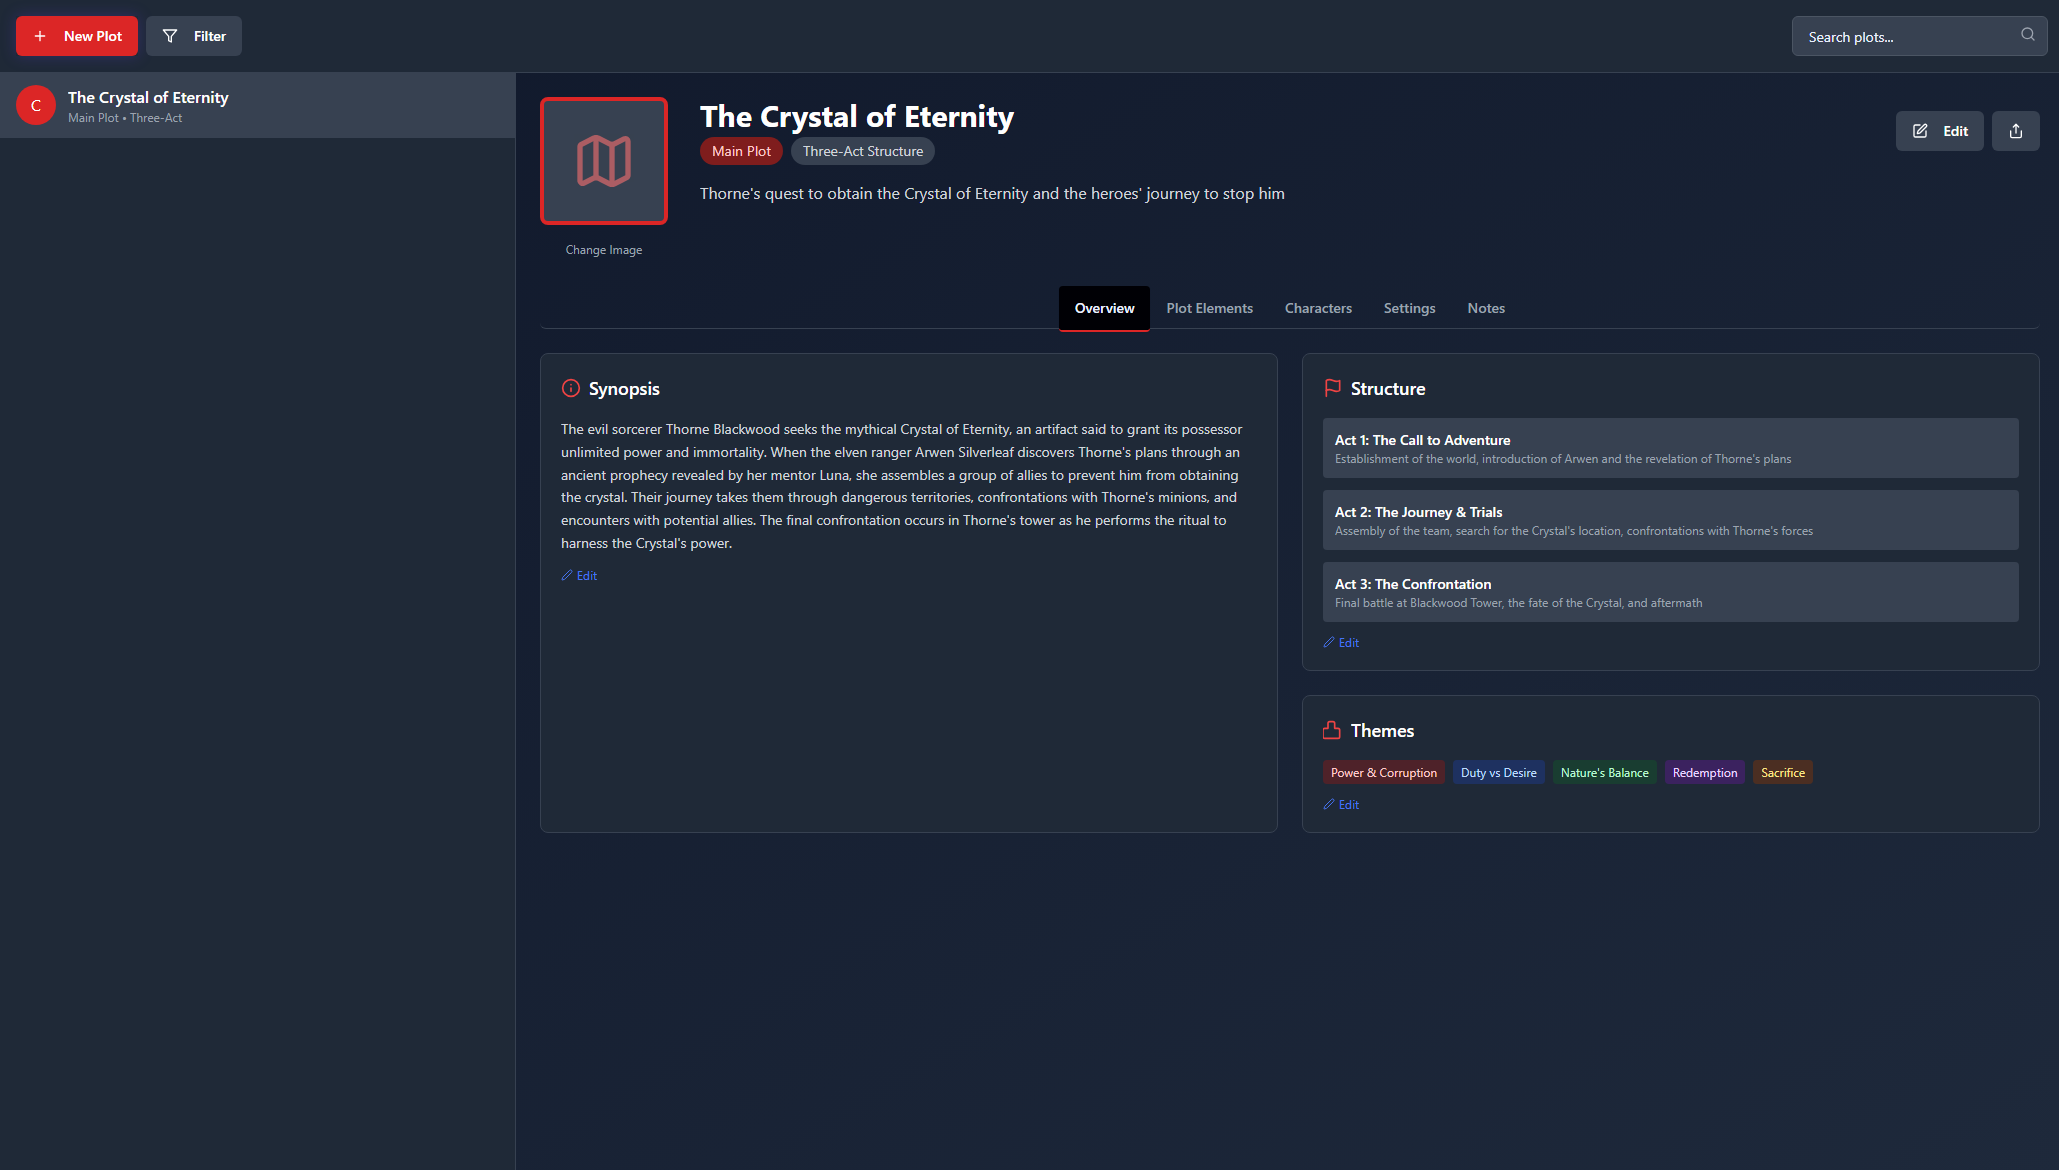 New Plot
Filter
Search plots...
C
The Crystal of Eternity
Main Plot • Three-Act
The Crystal of Eternity
Main Plot
Three-Act Structure
Edit
Thorne's quest to obtain the Crystal of Eternity and the heroes' journey to stop him
Change Image
Overview
Plot Elements
Characters
Settings
Notes
Synopsis
The evil sorcerer Thorne Blackwood seeks the mythical Crystal of Eternity, an artifact said to grant its possessor
unlimited power and immortality. When the elven ranger Arwen Silverleaf discovers Thorne's plans through an
ancient prophecy revealed by her mentor Luna, she assembles a group of allies to prevent him from obtaining
the crystal. Their journey takes them through dangerous territories, confrontations with Thorne's minions, and
encounters with potential allies. The final confrontation occurs in Thorne's tower as he performs the ritual to
harness the Crystal's power.
Edit
Structure
Act 1: The Call to Adventure
Establishment of the world, introduction of Arwen and the revelation of Thorne's plans
Act 2: The Journey & Trials
Assembly of the team, search for the Crystal's location, confrontations with Thorne's forces
Act 3: The Confrontation
Final battle at Blackwood Tower, the fate of the Crystal, and aftermath
Edit
Themes
Power & Corruption
Duty vs Desire
Nature's Balance
Redemption
Sacrifice
Edit